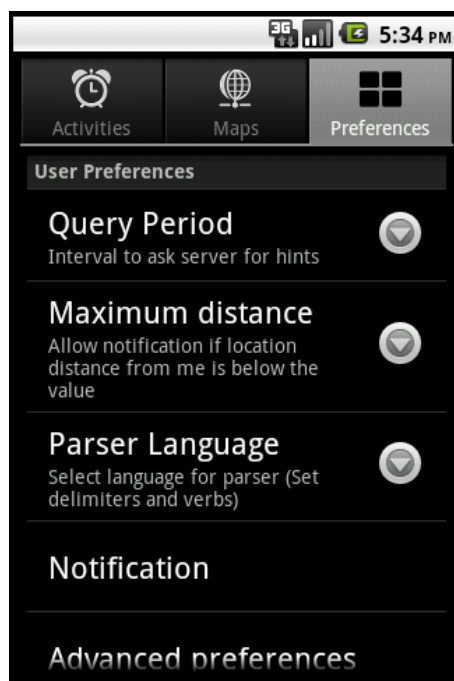 3G 5:34 PM
Activities Maps Preferences
User Preferences
Query Period
Interval to ask server for hints
Maximum distance
Allow notification if location
distance from me is below the
value
Parser Language
Select language for parser (Set
delimiters and verbs)
Notification
Advanced preferences